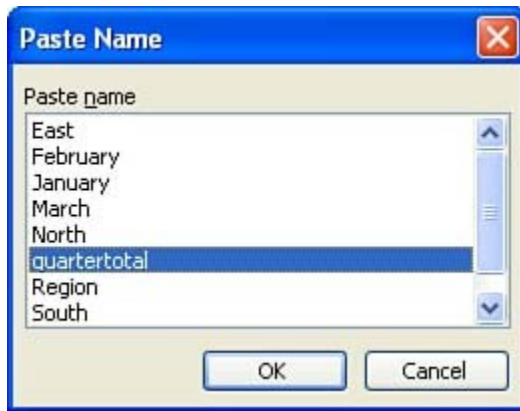 Paste Name
Paste name
East
February
January
March
North
quartertotal
Region
South
OK Cancel